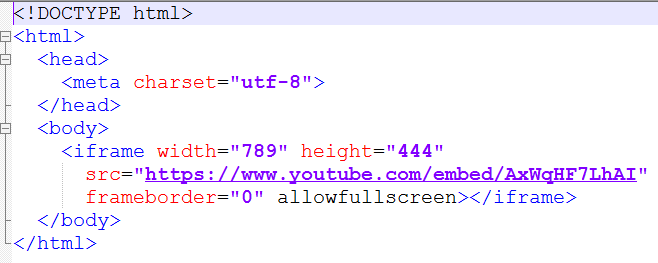 <!DOCTYPE html>
<html>
<head>
<meta charset="utf-8">
</head>
<body>
<iframe width="789" height="444"
src="https://www.youtube.com/embed/AxWqHF7LhAI"
frameborder="0" allowfullscreen></iframe>
</body>
</html>